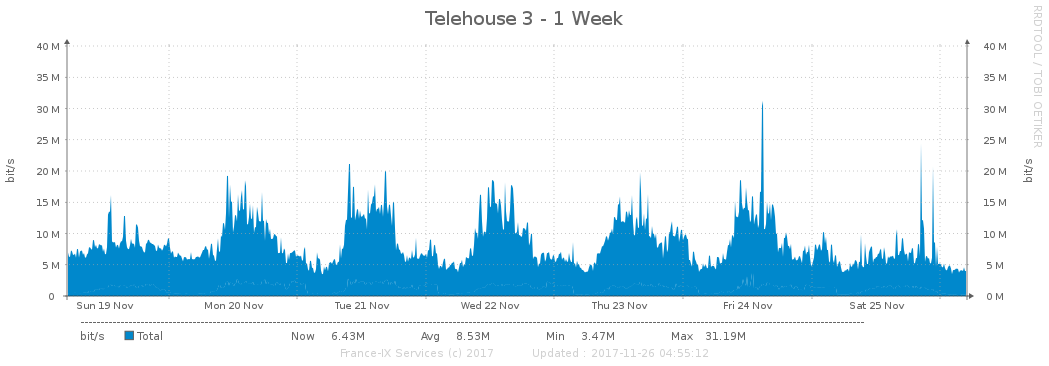 Telehouse 3 - 1 Week
RRDTOOL / TOBI OETIKER
40 M 40 M
35 M 35 M
30 M 30 M
25 M 25 M
20 M 20 M
15 M 15 M
10 M 10 M
5 M 5 M
0 0 M
bit/s bit/s
Sun 19 Nov Mon 20 Nov Tue 21 Nov Wed 22 Nov Thu 23 Nov Fri 24 Nov Sat 25 Nov
bit/s Total Now 6.43M Avg 8.53M Min 3.47M Max 31.19M
France-IX Services (c) 2017 Updated : 2017-11-26 04:55:12